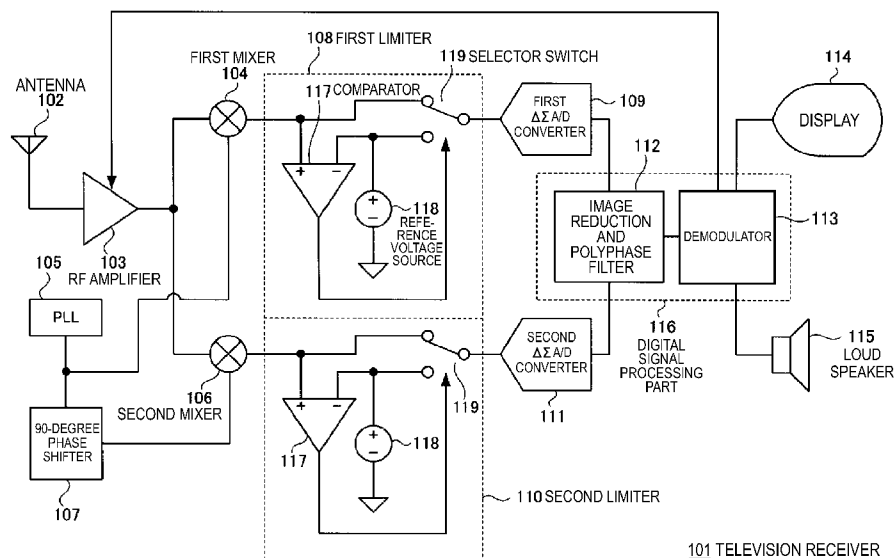 108 FIRST LIMITER
119 SELECTOR SWITCH
114
FIRST MIXER
104
117
COMPARATOR
ANTENNA
102
FIRST
ΔΣ A/D
CONVERTER
109
DISPLAY
112
+ −
+
−
118
REFE-
RENCE
VOLTAGE
SOURCE
IMAGE
REDUCTION
AND
POLYPHASE
FILTER
DEMODULATOR
113
103
RF AMPLIFIER
105
PLL
106
SECOND MIXER
SECOND
ΔΣ A/D
CONVERTER
111
116
DIGITAL
SIGNAL
PROCESSING
PART
115
LOUD
SPEAKER
119
+ −
117
+
−
118
90-DEGREE
PHASE
SHIFTER
107
110 SECOND LIMITER
101 TELEVISION RECEIVER